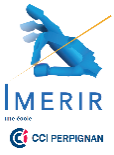 IMERIR
une école
CCI PERPIGNAN